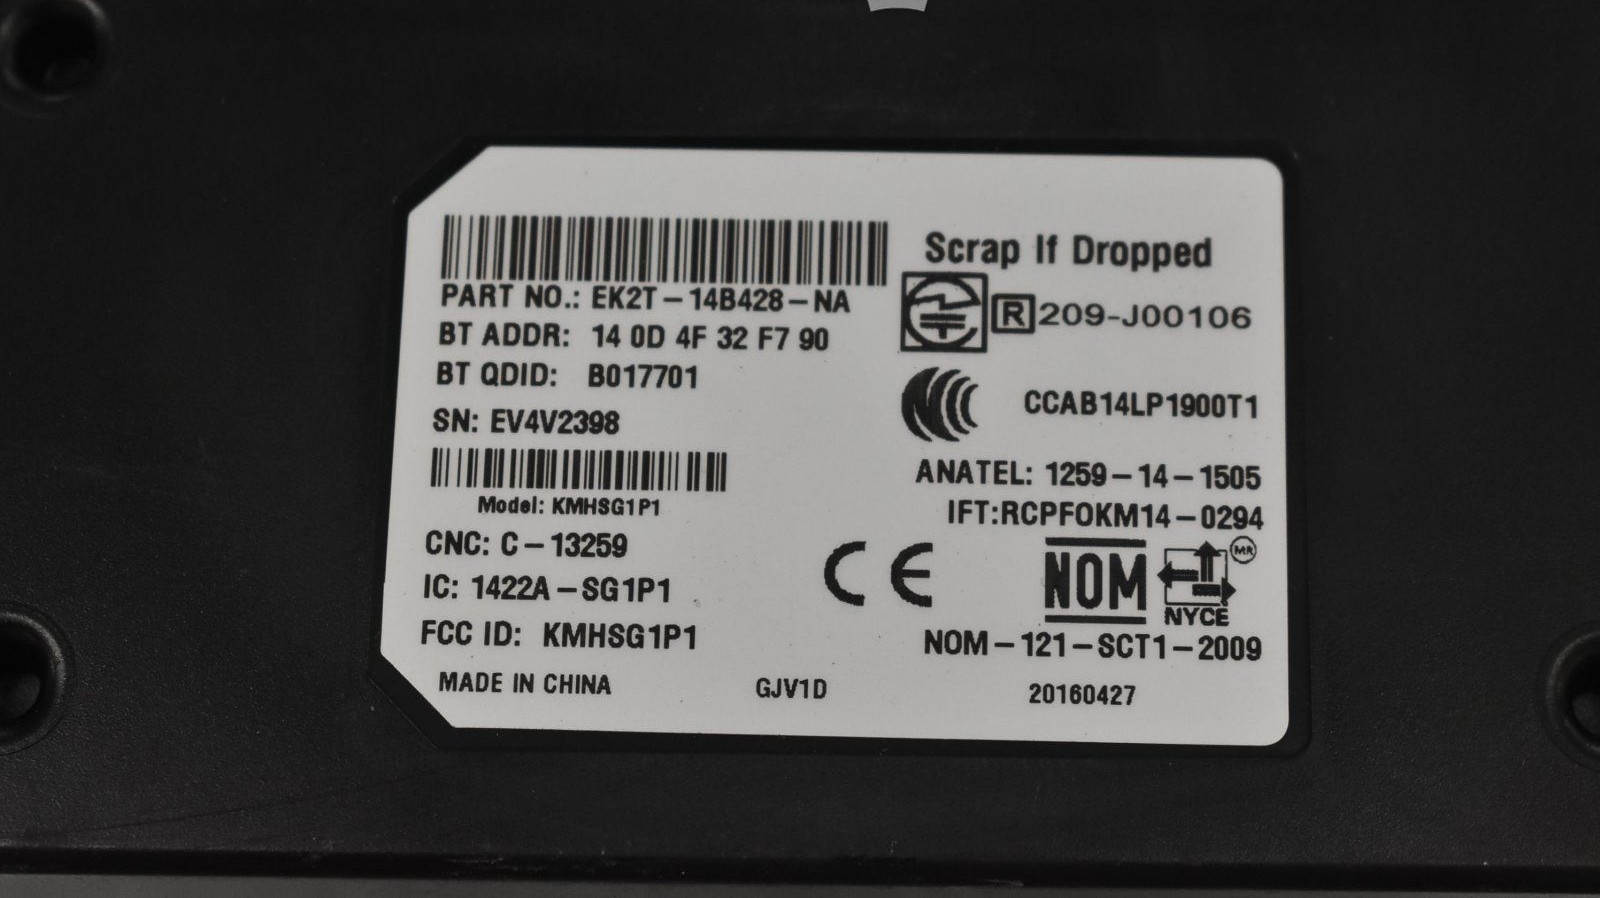 Scrap If Dropped
PART NO.: EK2T-14B428-NA
R 209-J00106
BT ADDR: 14 0D 4F 32 F7 90
BT QDID: B017701
CCAB14LP1900T1
SN: EV4V2398
ANATEL: 1259-14-1505
Model: KMHSG1P1
IFT:RCPFOKM14-0294
CNC: C-13259
CE
NOM
MR
NYCE
IC: 1422A-SG1P1
FCC ID: KMHSG1P1
NOM-121-SCT1-2009
MADE IN CHINA
GJV1D
20160427